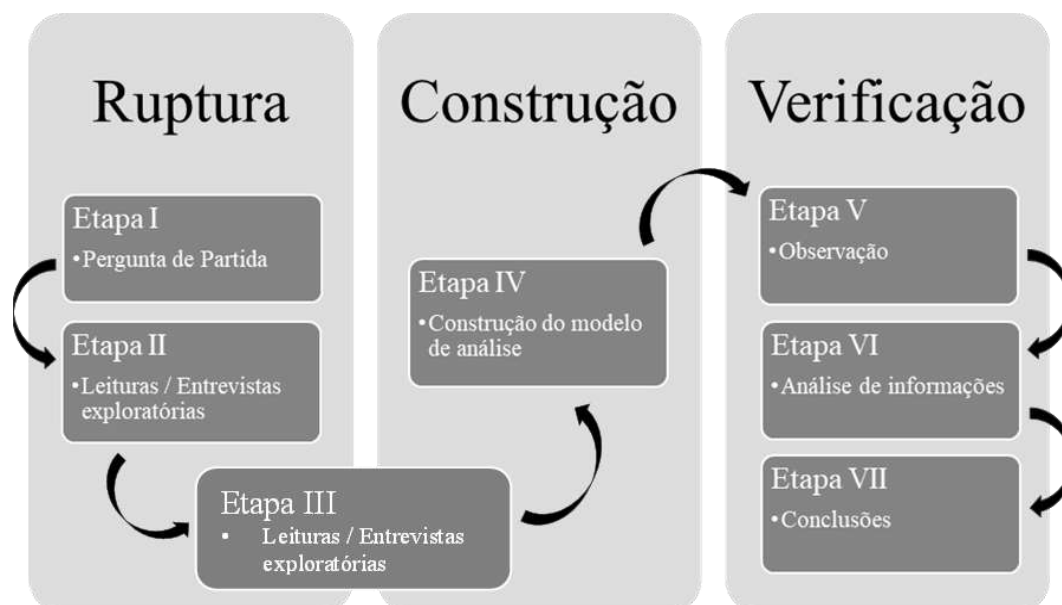 Ruptura
Etapa I
•Pergunta de Partida
Etapa II
•Leituras / Entrevistas
exploratórias
Etapa III
• Leituras / Entrevistas
exploratórias
Construção
Etapa IV
•Construção do modelo
de análise
Verificação
Etapa V
•Observação
Etapa VI
•Análise de informações
Etapa VII
•Conclusões